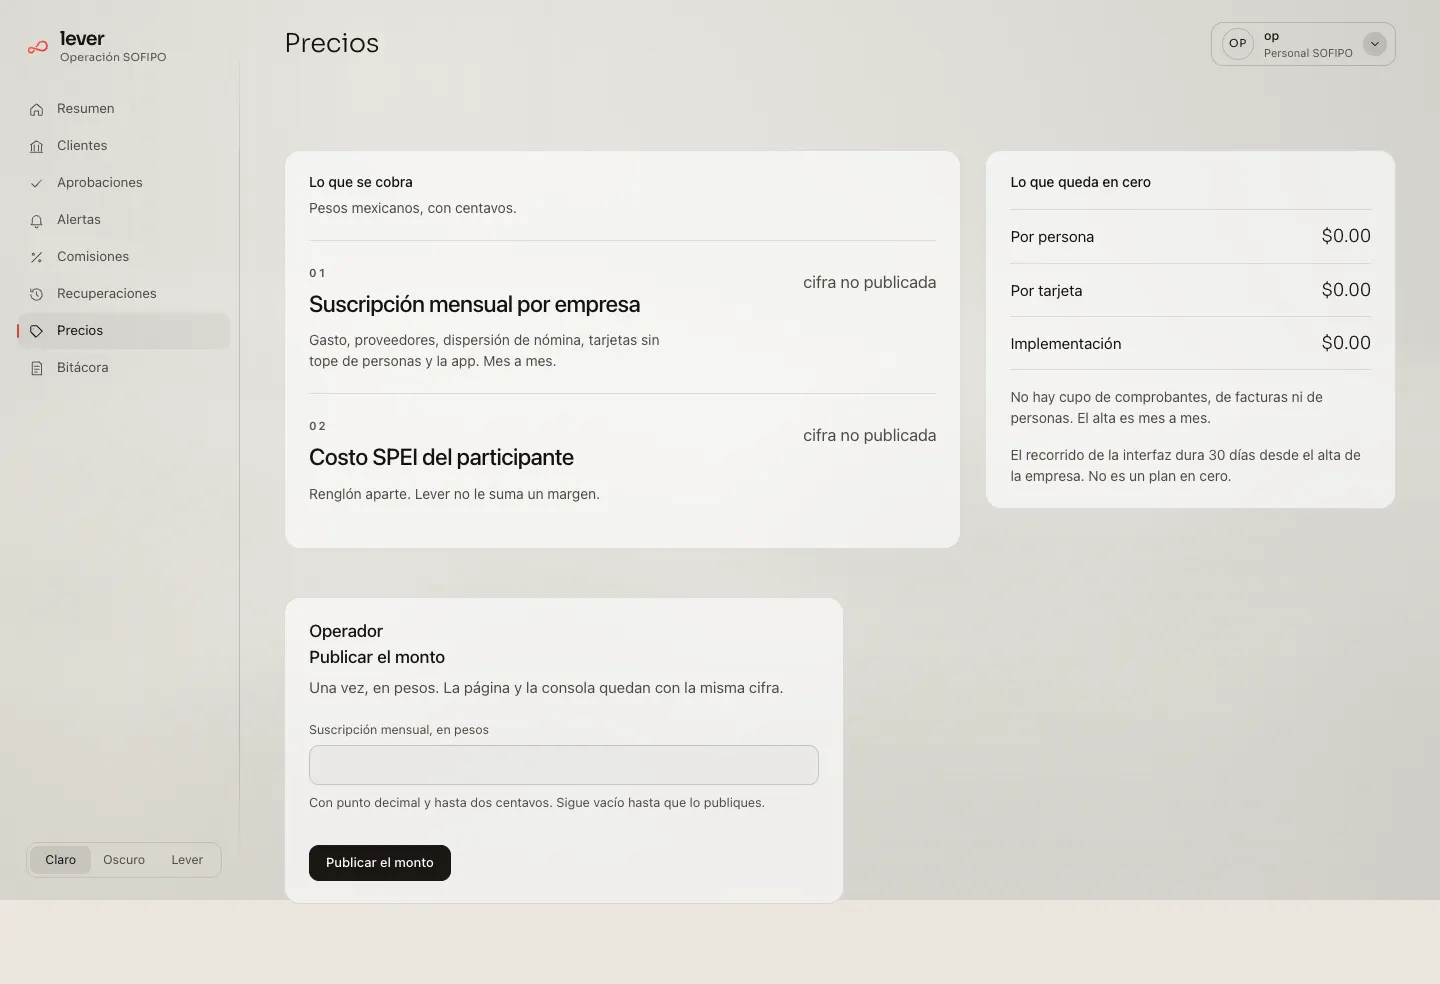 lever
Operación SOFIPO
Resumen
Clientes
Aprobaciones
Alertas
Comisiones
Recuperaciones
Precios
Bitácora
Claro
Oscuro
Lever
Precios
OP
op
Personal SOFIPO
Lo que se cobra
Pesos mexicanos, con centavos.
01
Suscripción mensual por empresa
cifra no publicada
Gasto, proveedores, dispersión de nómina, tarjetas sin
tope de personas y la app. Mes a mes.
02
Costo SPEI del participante
cifra no publicada
Renglón aparte. Lever no le suma un margen.
Lo que queda en cero
Por persona $0.00
Por tarjeta $0.00
Implementación $0.00
No hay cupo de comprobantes, de facturas ni de
personas. El alta es mes a mes.
El recorrido de la interfaz dura 30 días desde el alta de
la empresa. No es un plan en cero.
Operador
Publicar el monto
Una vez, en pesos. La página y la consola quedan con la misma cifra.
Suscripción mensual, en pesos
Con punto decimal y hasta dos centavos. Sigue vacío hasta que lo publiques.
Publicar el monto